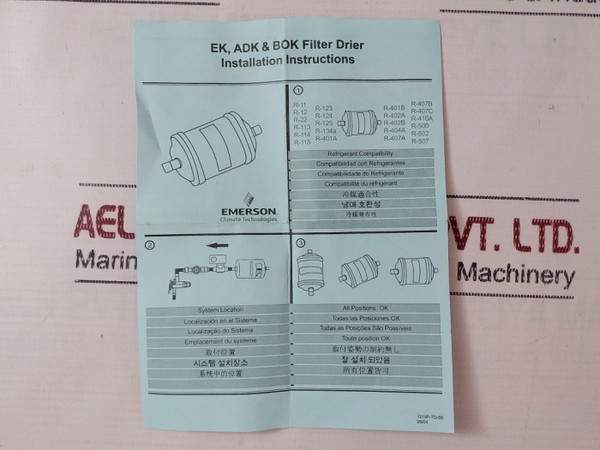 EK, ADK & BOK Filter Drier
Installation Instructions
EMERSON
Climate Technologies
1
R-11
R-12
R-22
R-113
R-114
R-115
R-123
R-124
R-125
R-134a
R-401A
R-401B
R-402A
R-402B
R-404A
R-407A
R-407B
R-407C
R-410A
R-500
R-502
R-507
Refrigerant Compatibility
Compatibilidad con Refrigerantes
Compatibilidade do Refrigerante
Compatibilité du réfrigérant
冷媒適合性
냉매 호환성
冷媒兼容性
2
System Location
Localización en el Sistema
Localização do Sistema
Emplacement du système
取付位置
시스템 설치장소
系统中的位置
3
All Positions OK
Todas las Posiciones OK
Todas as Posições São Possíveis
Toute position OK
取付姿勢の制約無し
잘 설치 되었음
所有位置皆可
AEL
VT. LTD.
Marin
Machinery